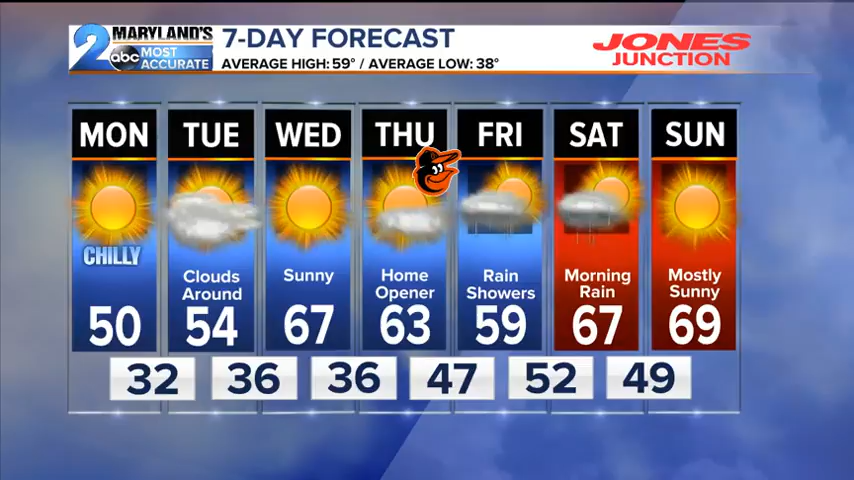 2 MARYLAND'S
abc MOST
ACCURATE
7-DAY FORECAST
AVERAGE HIGH: 59° / AVERAGE LOW: 38°
JONES
JUNCTION
MON TUE WED THU FRI SAT SUN
CHILLY
Clouds Sunny Home Rain Morning Mostly
Around Opener Showers Rain Sunny
50 54 67 63 59 67 69
32 36 36 47 52 49